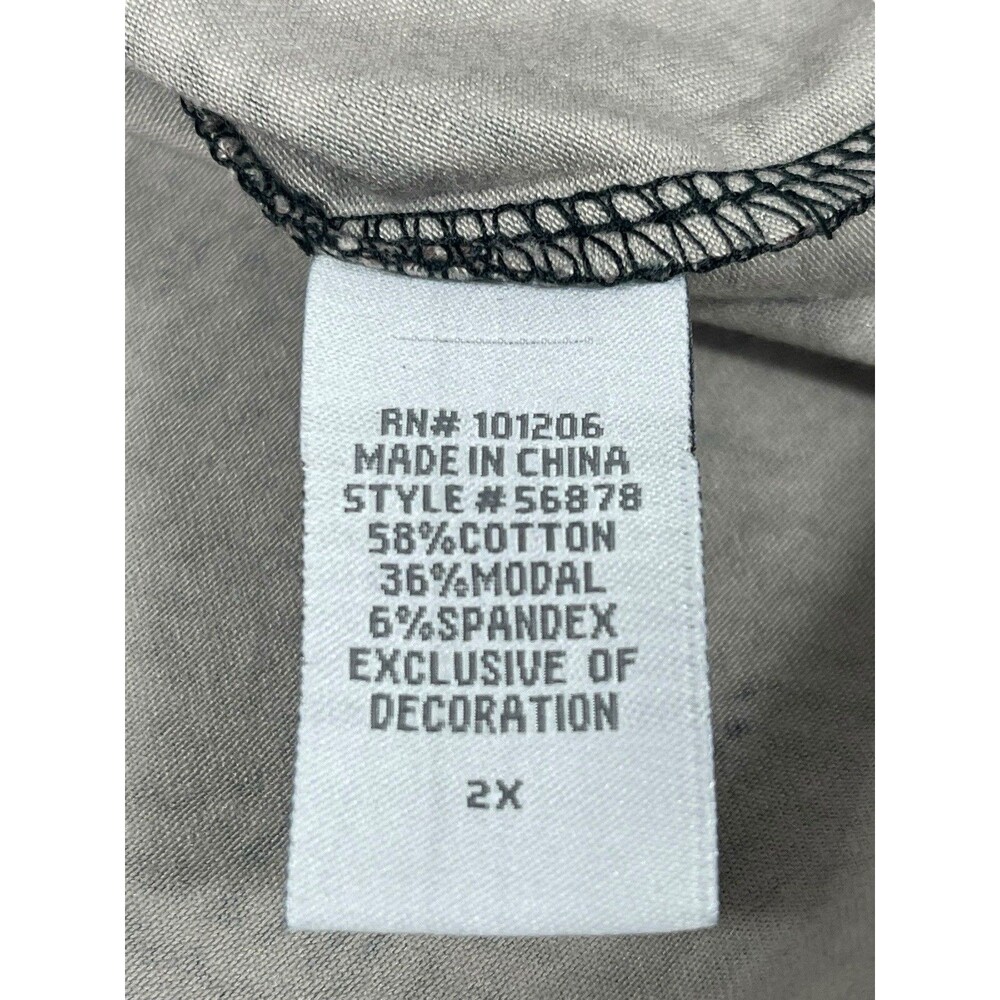 RN# 101206
MADE IN CHINA
STYLE #56878
58%COTTON
36%MODAL
6%SPANDEX
EXCLUSIVE OF
DECORATION
2X